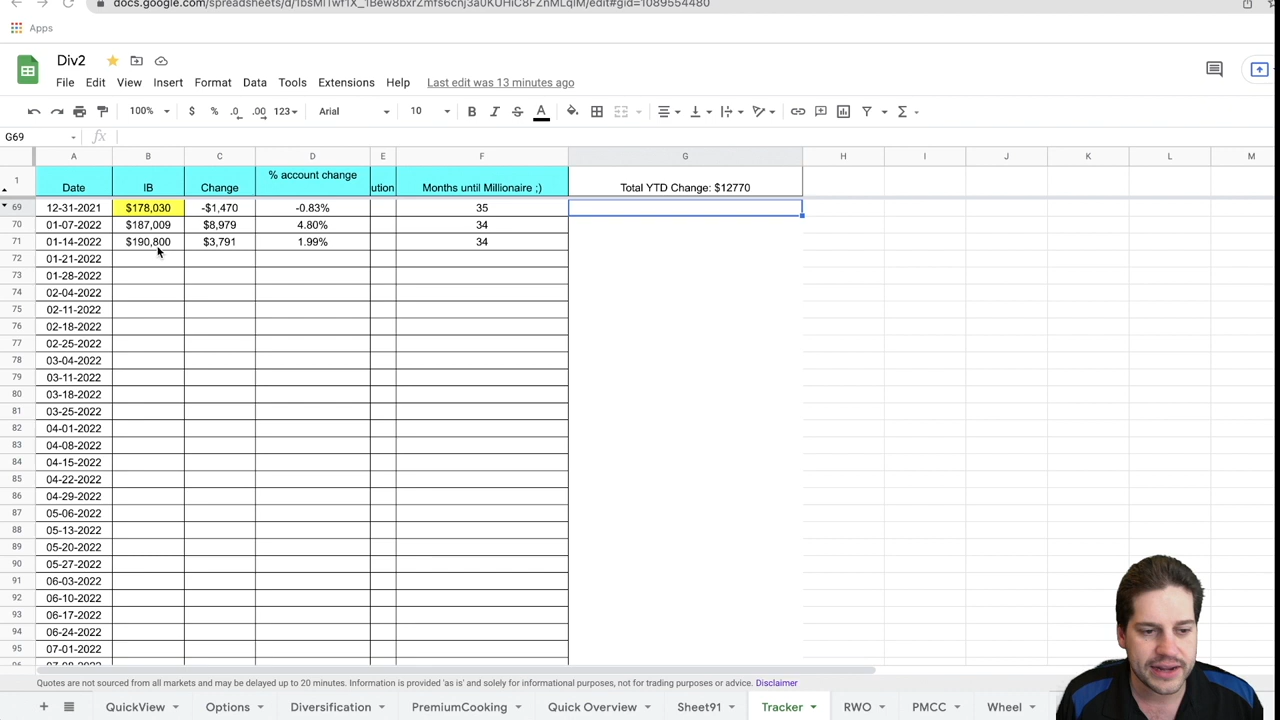 docs.google.com/spreadsheets/d/1bsMITwf1X_1Bew8bxrZmfs6cnj3a0KUHiC8FZnMLqIM/edit#gid=1089554480
Apps
Div2
File Edit View Insert Format Data Tools Extensions Help Last edit was 13 minutes ago
100% $ % .0 .00 123 Arial 10 B I S A
G69 fx
A B C D E F G H I J K L M
1 Date IB Change % account change ution Months until Millionaire ;) Total YTD Change: $12770
69 12-31-2021 $178,030 -$1,470 -0.83% 35
70 01-07-2022 $187,009 $8,979 4.80% 34
71 01-14-2022 $190,800 $3,791 1.99% 34
72 01-21-2022
73 01-28-2022
74 02-04-2022
75 02-11-2022
76 02-18-2022
77 02-25-2022
78 03-04-2022
79 03-11-2022
80 03-18-2022
81 03-25-2022
82 04-01-2022
83 04-08-2022
84 04-15-2022
85 04-22-2022
86 04-29-2022
87 05-06-2022
88 05-13-2022
89 05-20-2022
90 05-27-2022
91 06-03-2022
92 06-10-2022
93 06-17-2022
94 06-24-2022
95 07-01-2022
Quotes are not sourced from all markets and may be delayed up to 20 minutes. Information is provided 'as is' and solely for informational purposes, not for trading purposes or advice. Disclaimer
QuickView Options Diversification PremiumCooking Quick Overview Sheet91 Tracker RWO PMCC Wheel